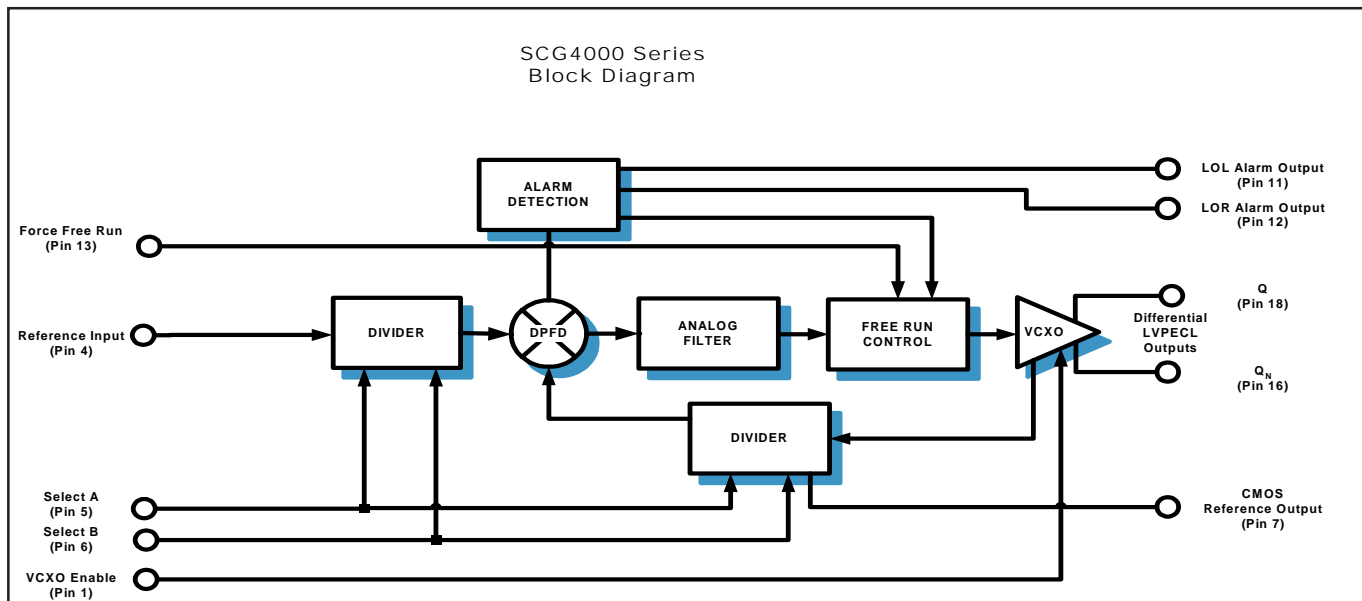 SCG4000 Series
Block Diagram
ALARM
DETECTION
LOL Alarm Output
(Pin 11)
LOR Alarm Output
(Pin 12)
Force Free Run
(Pin 13)
Reference Input
(Pin 4)
DIVIDER
DPFD
ANALOG
FILTER
FREE RUN
CONTROL
VCXO
Q
(Pin 18)
Differential
LVPECL
Outputs
QN
(Pin 16)
DIVIDER
Select A
(Pin 5)
Select B
(Pin 6)
VCXO Enable
(Pin 1)
CMOS
Reference Output
(Pin 7)